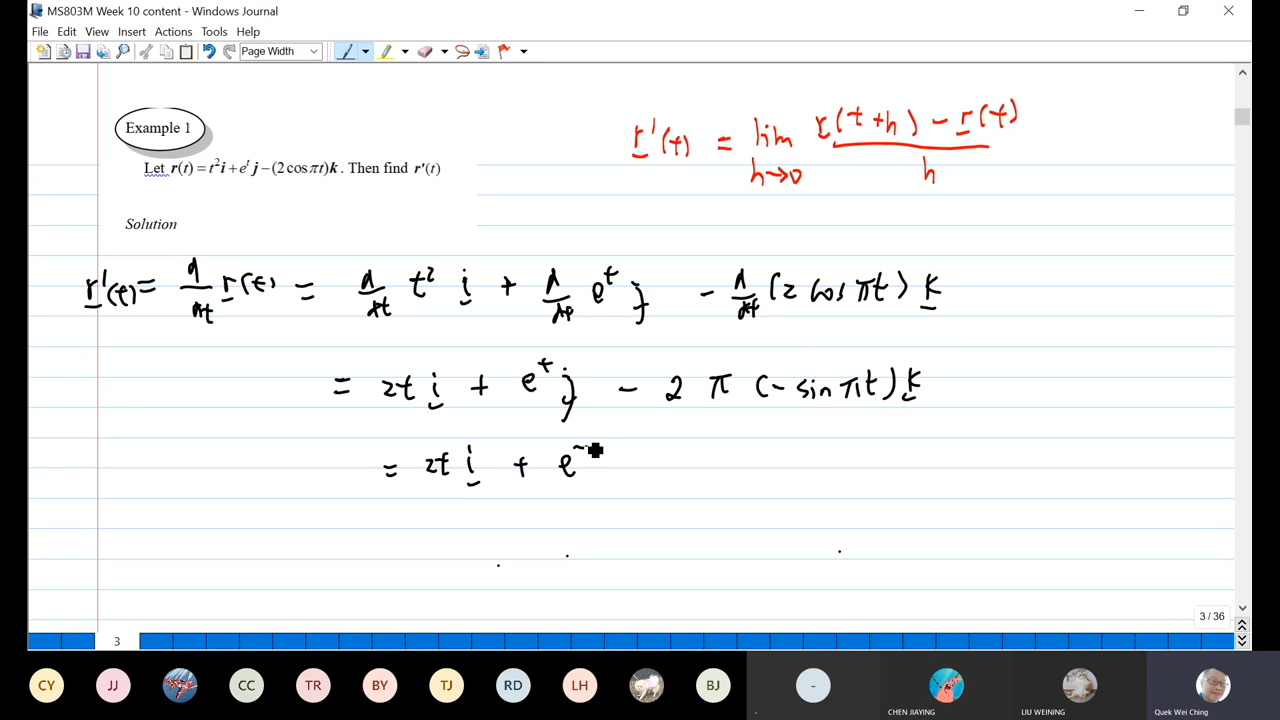 MS803M Week 10 content - Windows Journal
File Edit View Insert Actions Tools Help
Page Width
Example 1
Let r(t) = t²i + eᵗ j − (2 cos πt)k . Then find r'(t)
Solution
r'(t) = lim h→0 r(t+h) − r(t) / h
r'(t) = d/dt r(t) = d/dt t² i + d/dt eᵗ j − d/dt (2 cos πt) k
= 2t i + eᵗ j − 2 π (− sin πt) k
= 2t i + e
3 / 36
3
CY JJ CC TR BY TJ RD LH BJ -
- CHEN JIAYING LIU WEINING Quek Wei Ching